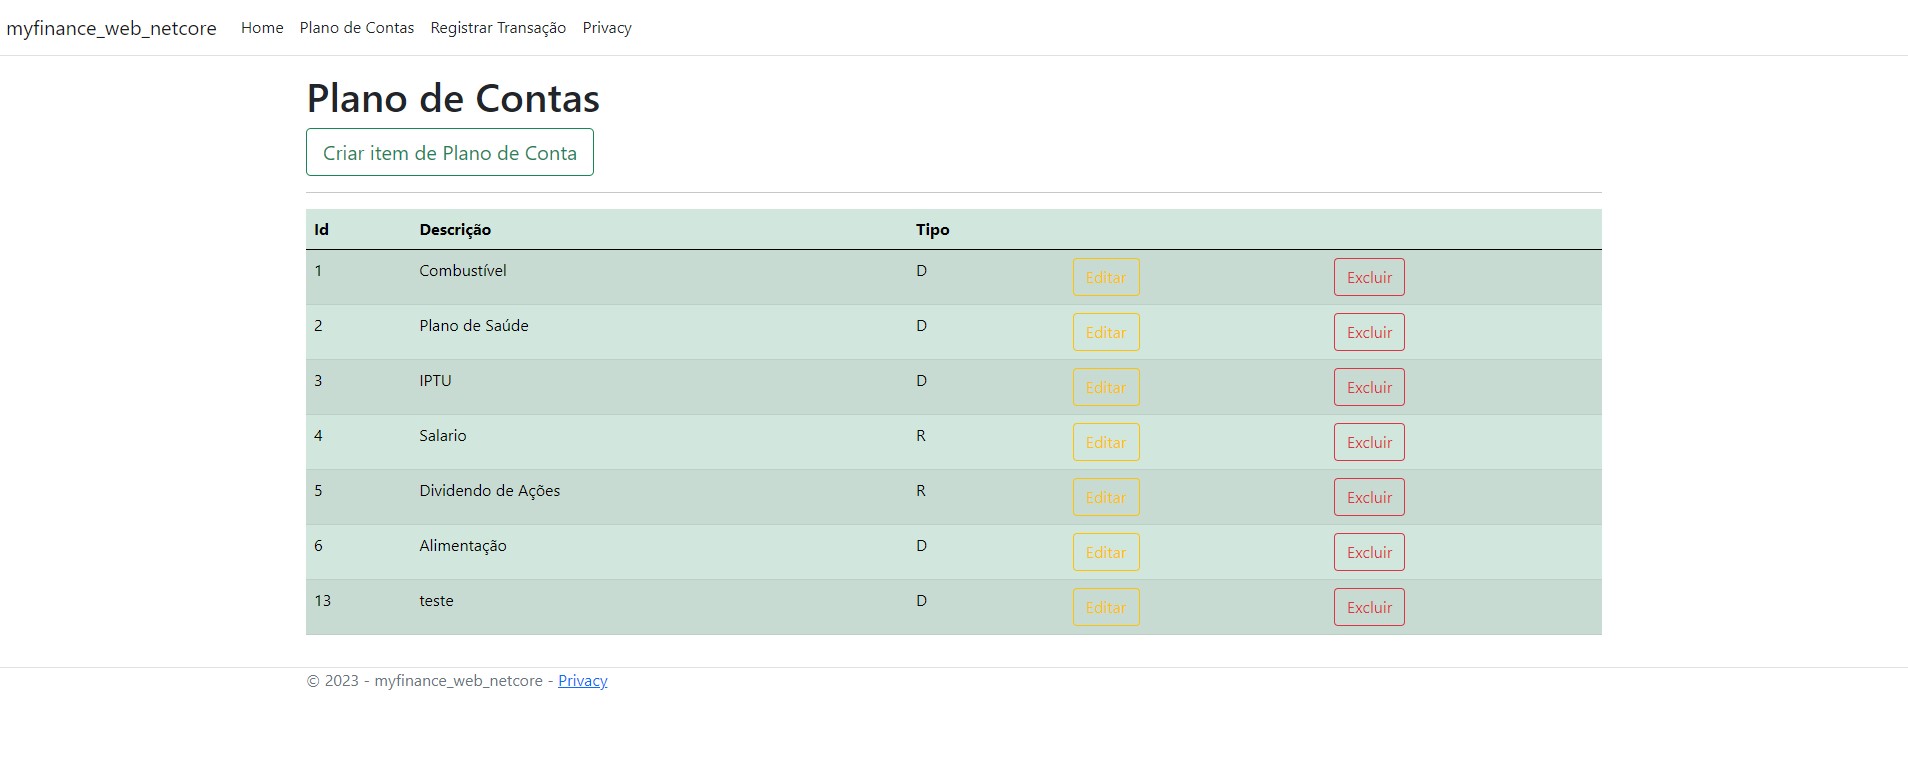 myfinance_web_netcore Home Plano de Contas Registrar Transação Privacy
Plano de Contas
Criar item de Plano de Conta
Id Descrição Tipo
1 Combustível D Editar Excluir
2 Plano de Saúde D Editar Excluir
3 IPTU D Editar Excluir
4 Salario R Editar Excluir
5 Dividendo de Ações R Editar Excluir
6 Alimentação D Editar Excluir
13 teste D Editar Excluir
© 2023 - myfinance_web_netcore - Privacy